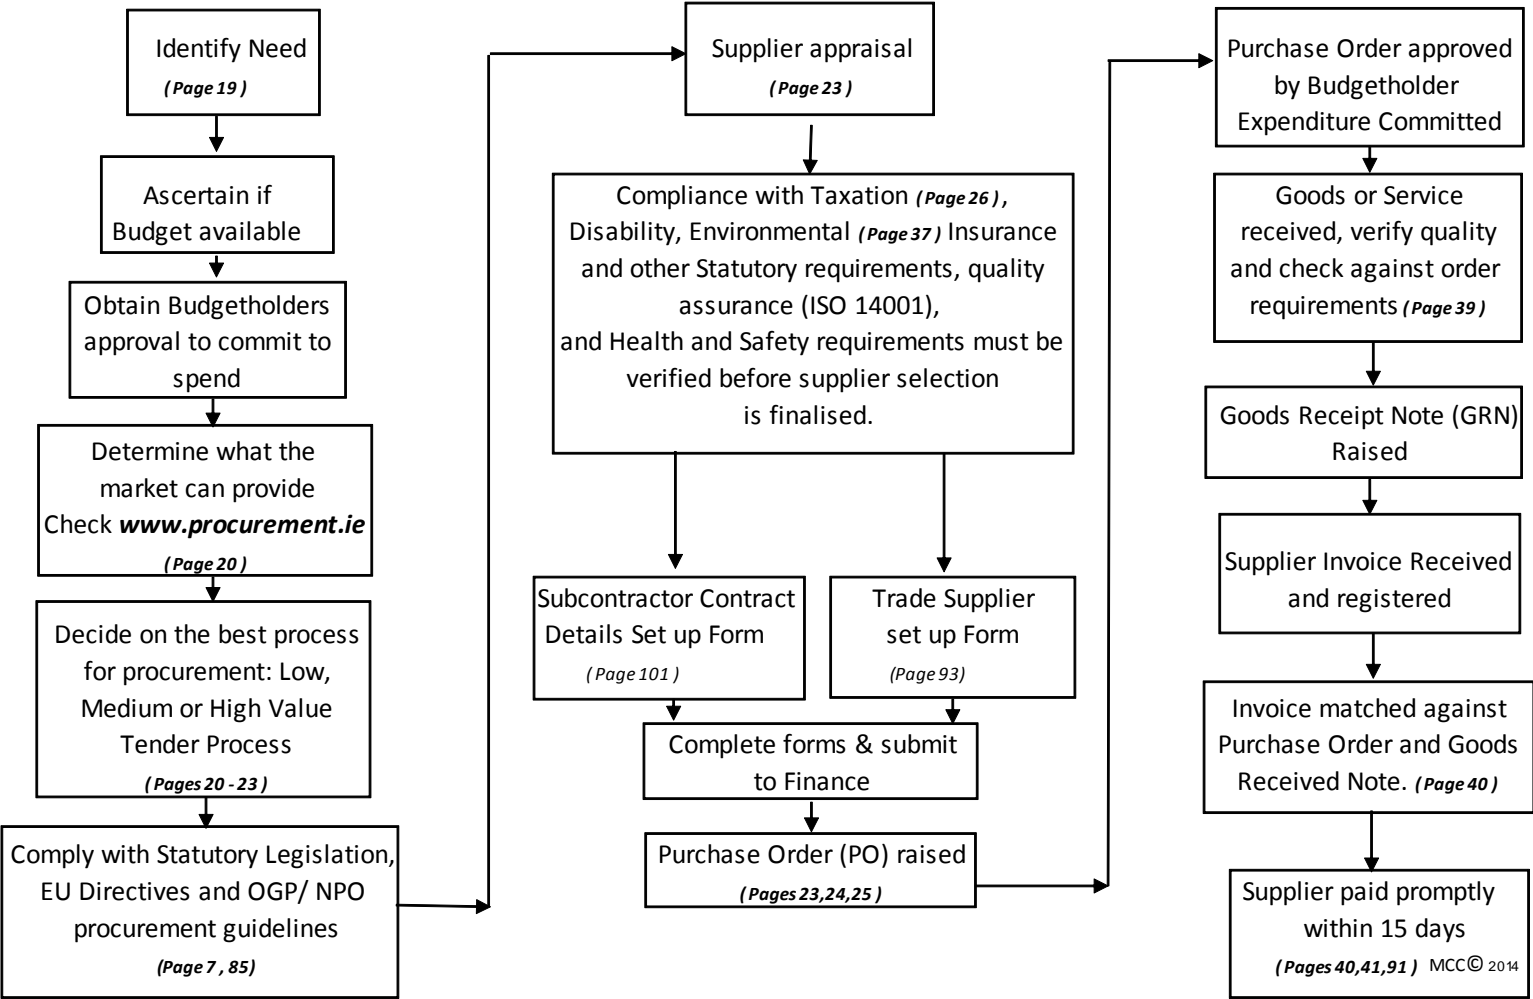 Identify Need
( Page 19 )
Ascertain if
Budget available
Obtain Budgetholders
approval to commit to
spend
Determine what the
market can provide
Check www.procurement.ie
( Page 20 )
Decide on the best process
for procurement: Low,
Medium or High Value
Tender Process
( Pages 20 - 23 )
Comply with Statutory Legislation,
EU Directives and OGP/ NPO
procurement guidelines
(Page 7 , 85)
Supplier appraisal
( Page 23 )
Compliance with Taxation ( Page 26 ) ,
Disability, Environmental ( Page 37 ) Insurance
and other Statutory requirements, quality
assurance (ISO 14001),
and Health and Safety requirements must be
verified before supplier selection
is finalised.
Subcontractor Contract
Details Set up Form
( Page 101 )
Trade Supplier
set up Form
(Page 93)
Complete forms & submit
to Finance
Purchase Order (PO) raised
( Pages 23,24,25 )
Purchase Order approved
by Budgetholder
Expenditure Committed
Goods or Service
received, verify quality
and check against order
requirements ( Page 39 )
Goods Receipt Note (GRN)
Raised
Supplier Invoice Received
and registered
Invoice matched against
Purchase Order and Goods
Received Note. ( Page 40 )
Supplier paid promptly
within 15 days
( Pages 40,41,91 ) MCC© 2014